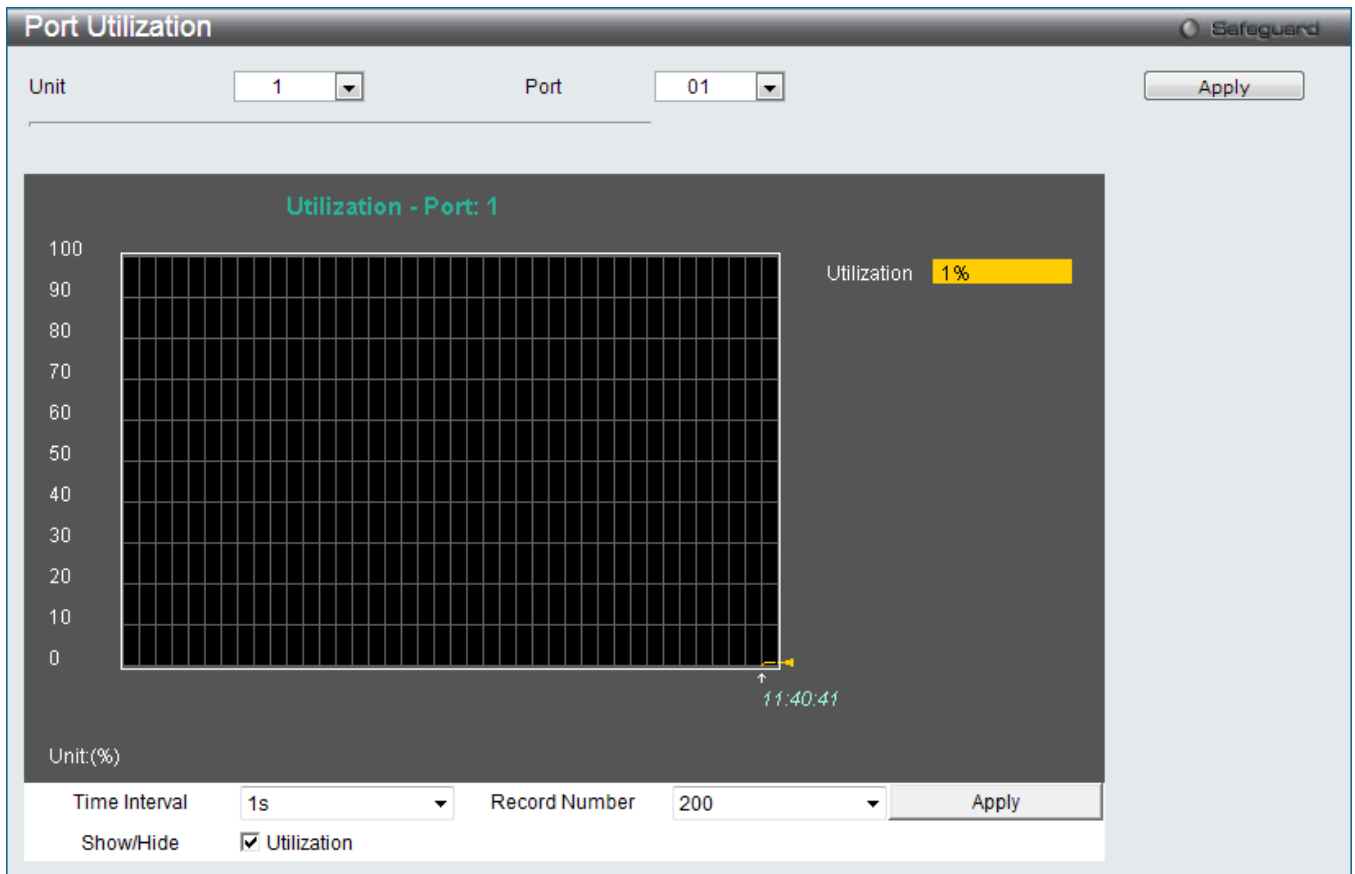 Port Utilization
Safeguard
Unit 1 Port 01 Apply
Utilization - Port: 1
100
90
80
70
60
50
40
30
20
10
0
Utilization 1%
11:40:41
Unit:(%)
Time Interval 1s Record Number 200 Apply
Show/Hide Utilization